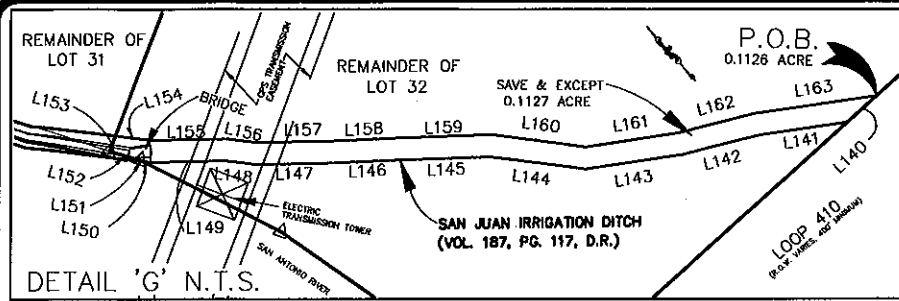 REMAINDER OF
LOT 31
L153
L154
BRIDGE
CPS TRANSMISSION
EASEMENT
REMAINDER OF
LOT 32
P.O.B.
0.1126 ACRE
SAVE & EXCEPT
0.1127 ACRE
L155
L156
L157
L158
L159
L160
L161
L162
L163
L152
L151
L150
L149
L148
L147
L146
L145
L144
L143
L142
L141
L140
ELECTRIC
TRANSMISSION TOWER
SAN ANTONIO RIVER
SAN JUAN IRRIGATION DITCH
(VOL. 187, PG. 117, D.R.)
LOOP 410
(R.O.W. VARIES, 400' MINIMUM)
DETAIL 'G' N.T.S.